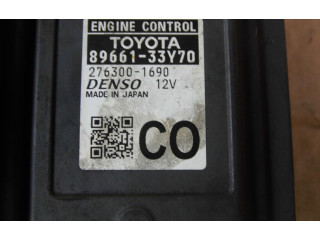 ENGINE CONTROL
TOYOTA
89661-33Y70
276300-1690
DENSO 12V
MADE IN JAPAN
CO